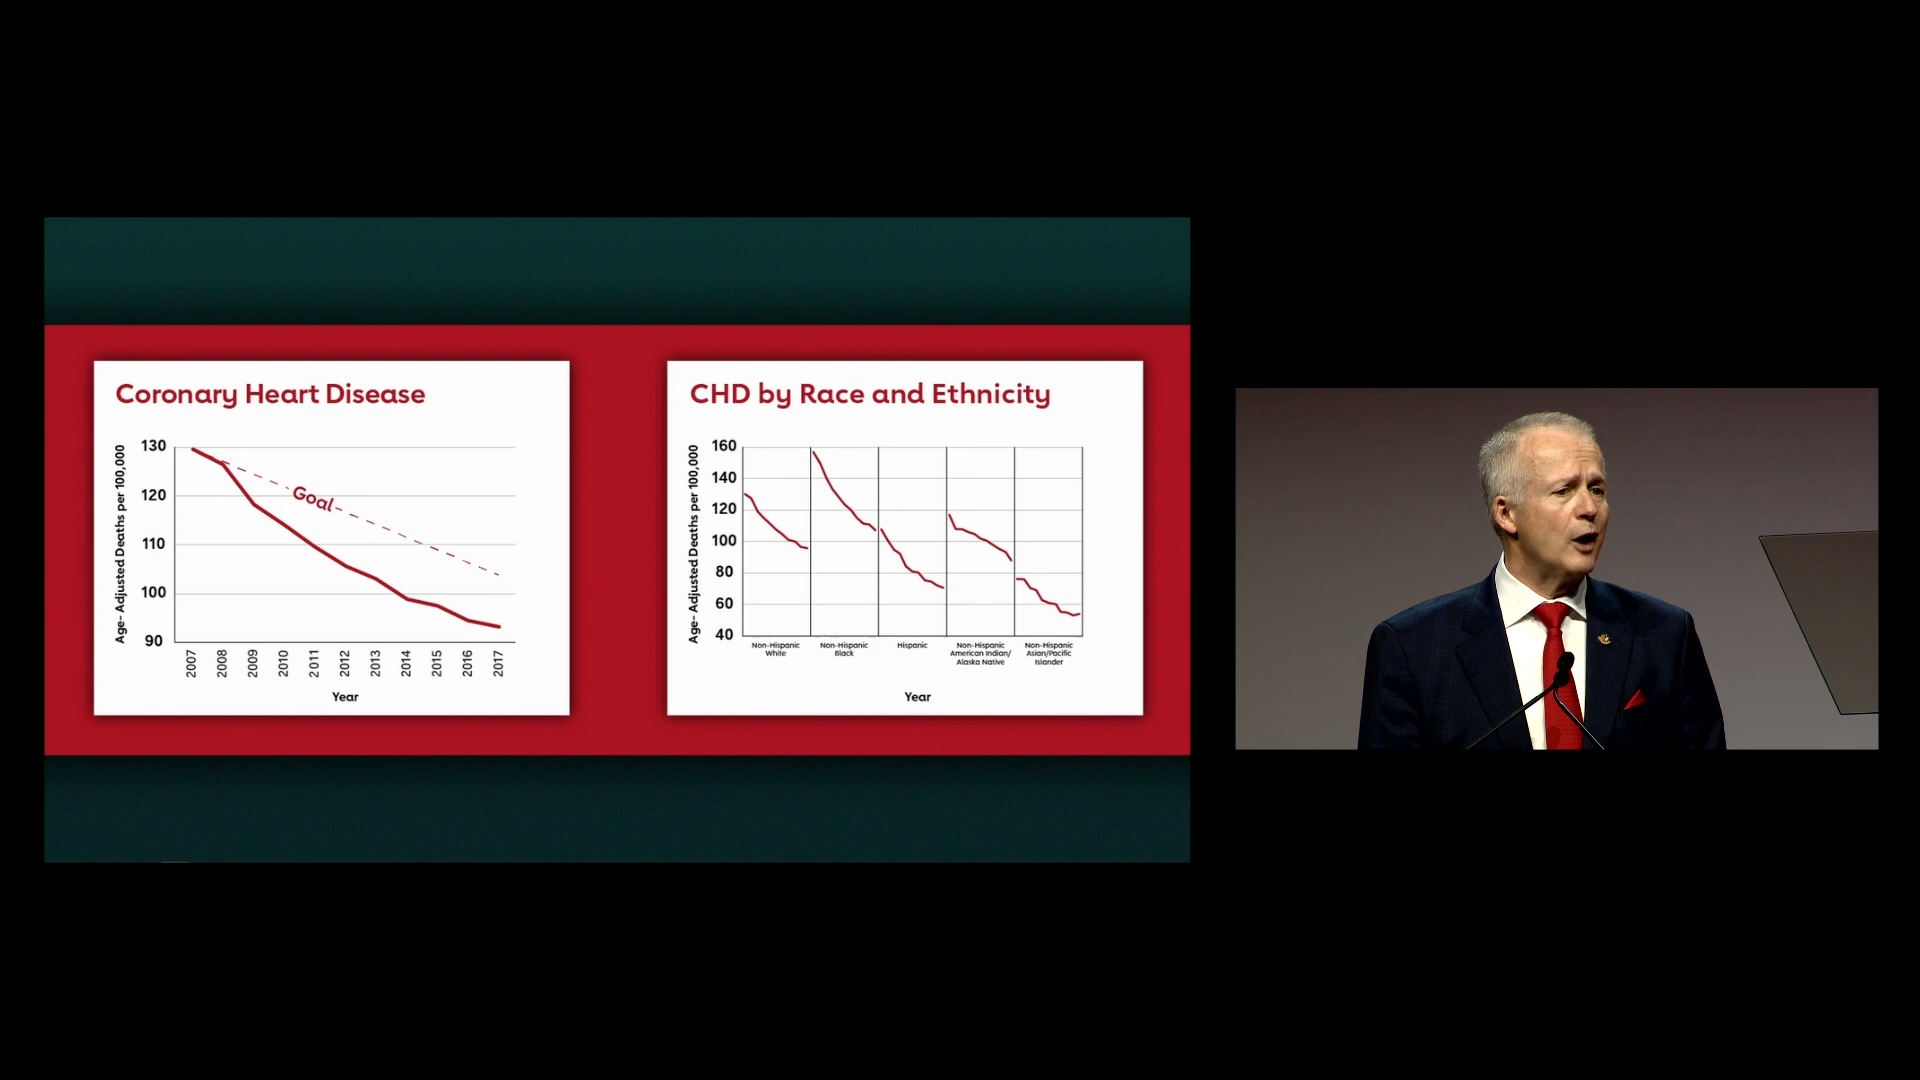 Coronary Heart Disease
Age- Adjusted Deaths per 100,000
130
120
110
100
90
Goal
2007
2008
2009
2010
2011
2012
2013
2014
2015
2016
2017
Year
CHD by Race and Ethnicity
Age- Adjusted Deaths per 100,000
160
140
120
100
80
60
40
Non-Hispanic
White
Non-Hispanic
Black
Hispanic
Non-Hispanic
American Indian/
Alaska Native
Non-Hispanic
Asian/Pacific
Islander
Year